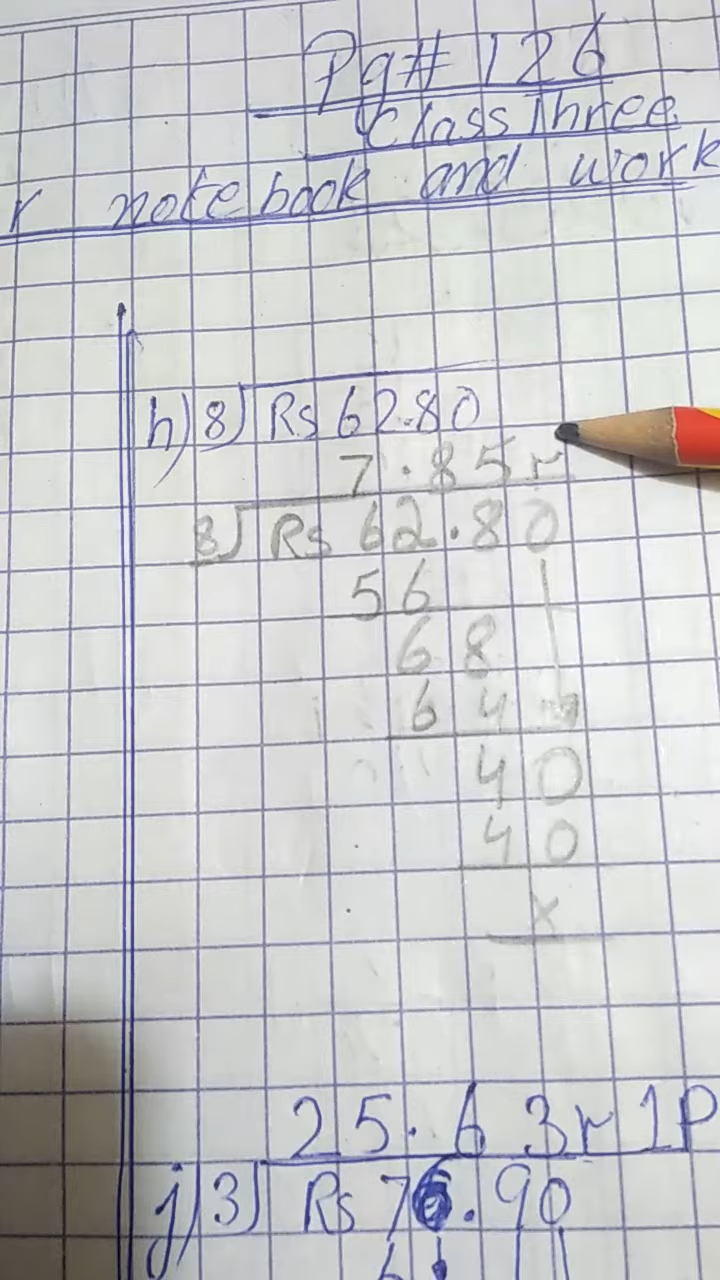 Pg# 126
Class Three
r notebook and work
h) 8) Rs 62.80
7.85 r
8) Rs 62.80
56
68
64
40
40
x
25.63 r 1P
j) 3) Rs 76.90